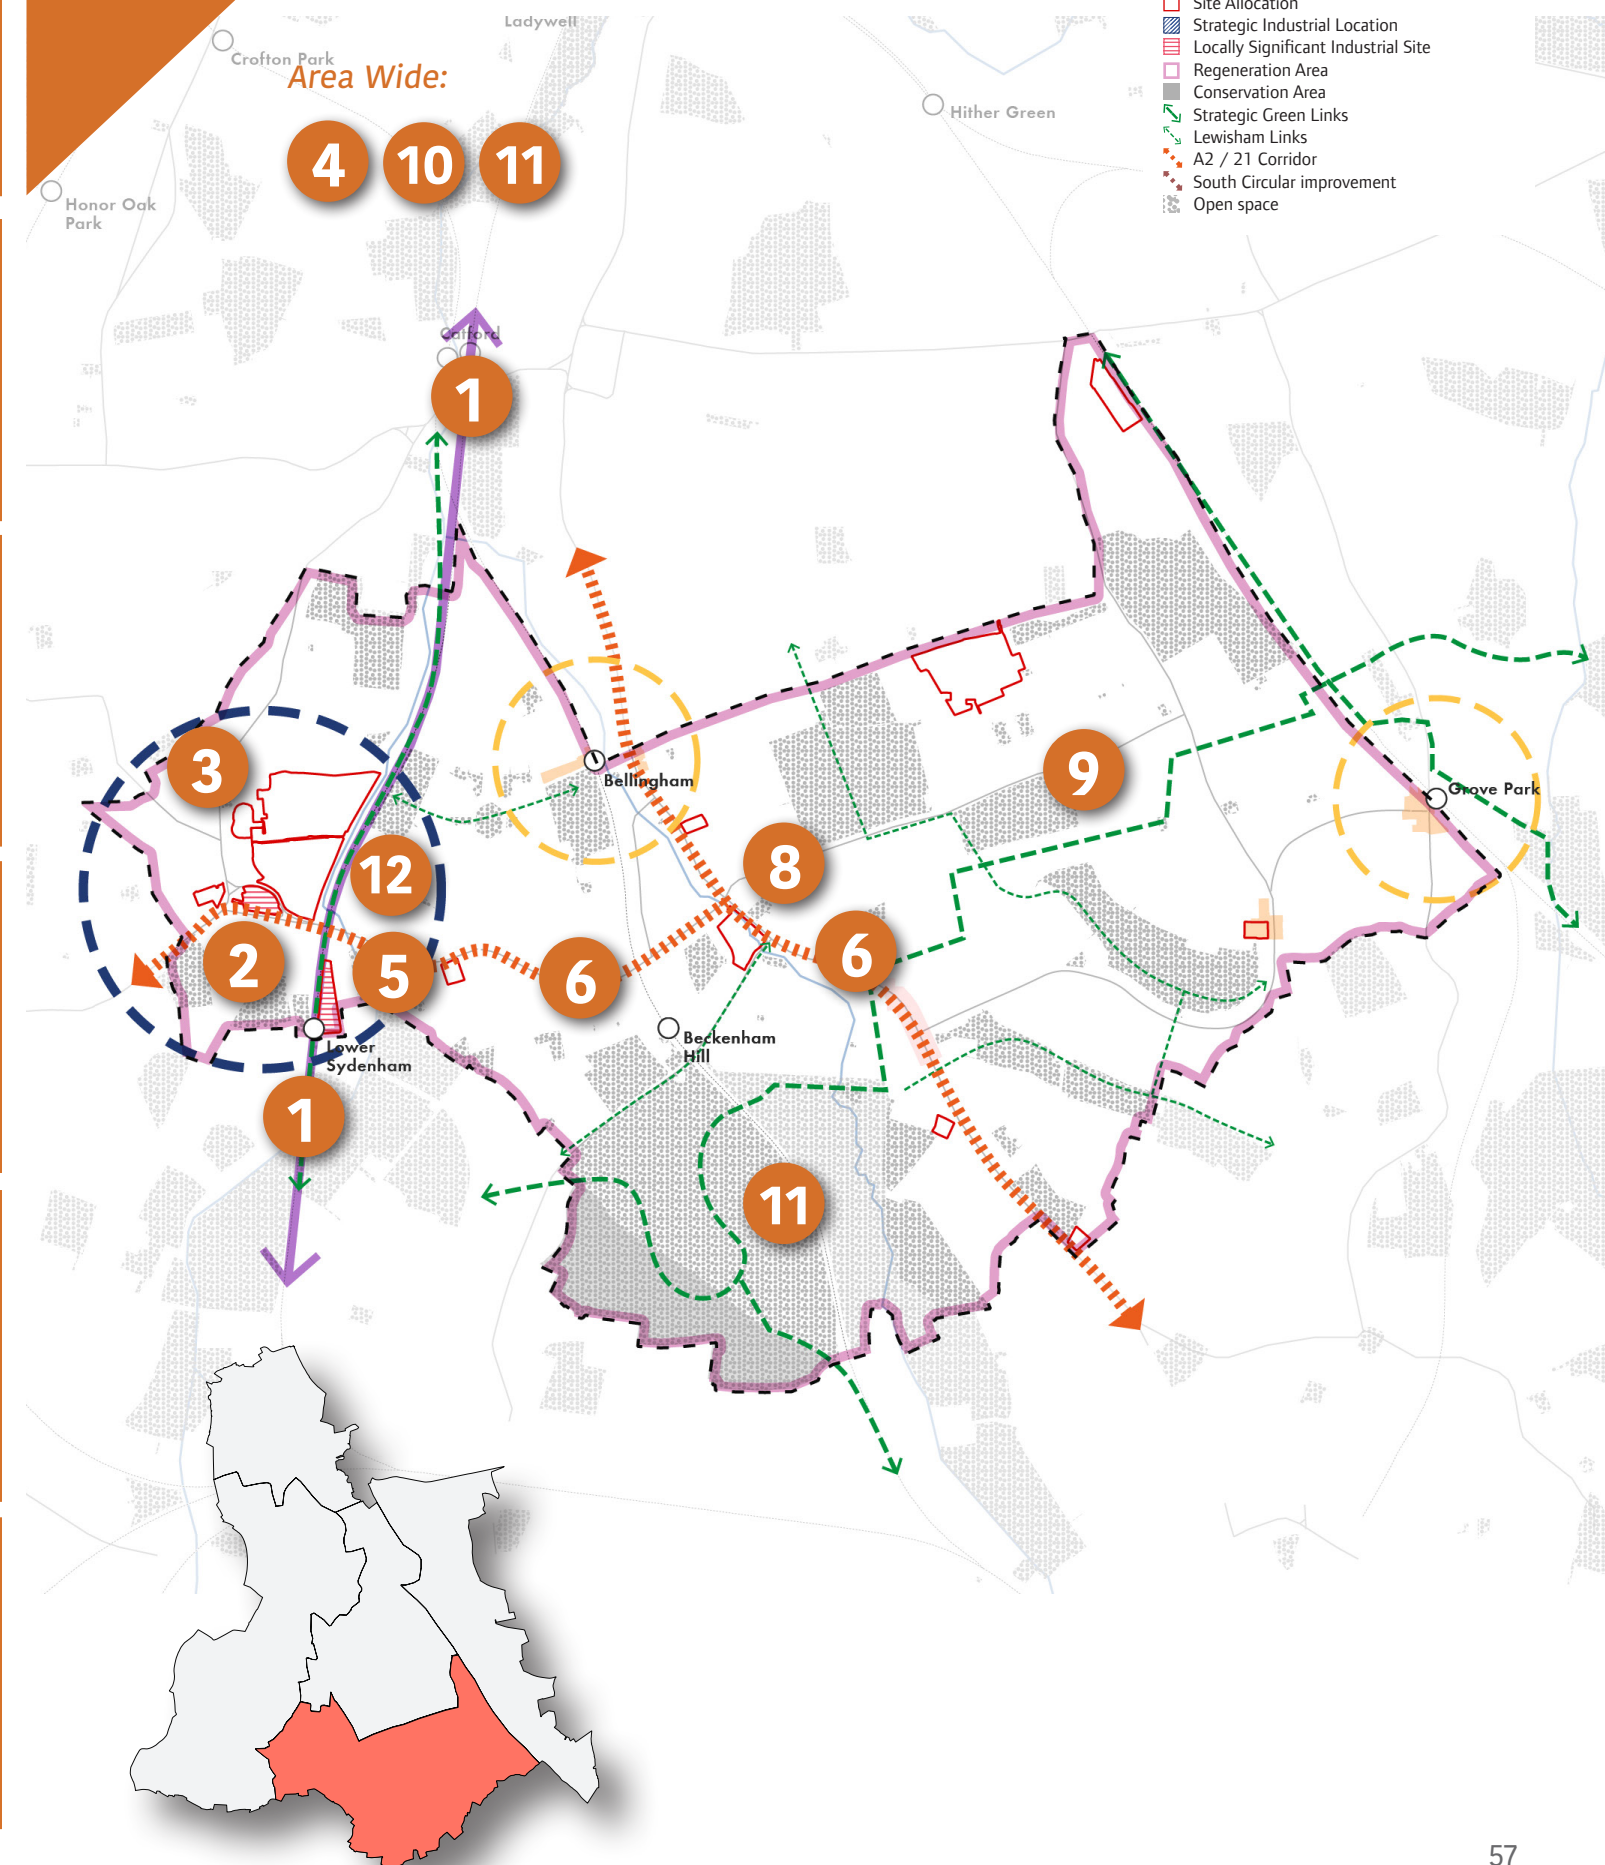 Ladywell
Crofton Park
Area Wide:
4 10 11
Honor Oak
Park
Hither Green
Site Allocation
Strategic Industrial Location
Locally Significant Industrial Site
Regeneration Area
Conservation Area
Strategic Green Links
Lewisham Links
A2 / 21 Corridor
South Circular improvement
Open space
Catford
1
3
Bellingham
9
Grove Park
12
8
2
5
6
6
Lower
Sydenham
Beckenham
Hill
1
11
57